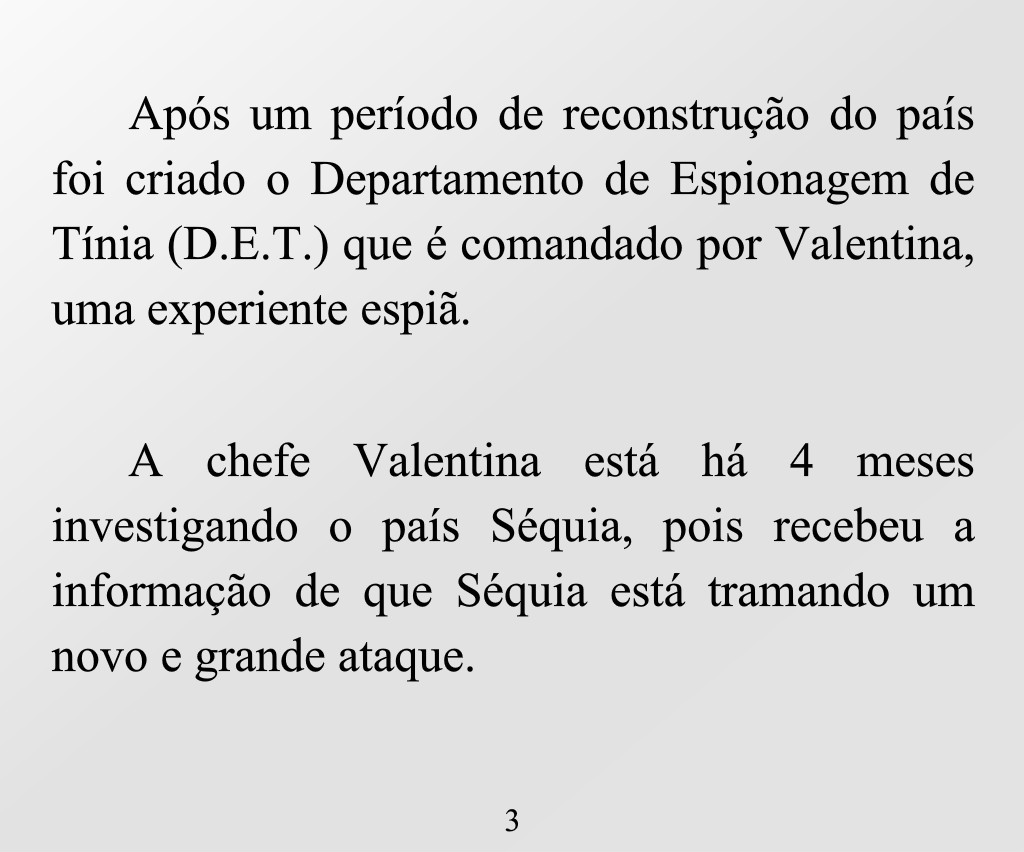 Após um período de reconstrução do país
foi criado o Departamento de Espionagem de
Tínia (D.E.T.) que é comandado por Valentina,
uma experiente espiã.
A chefe Valentina está há 4 meses
investigando o país Séquia, pois recebeu a
informação de que Séquia está tramando um
novo e grande ataque.
3